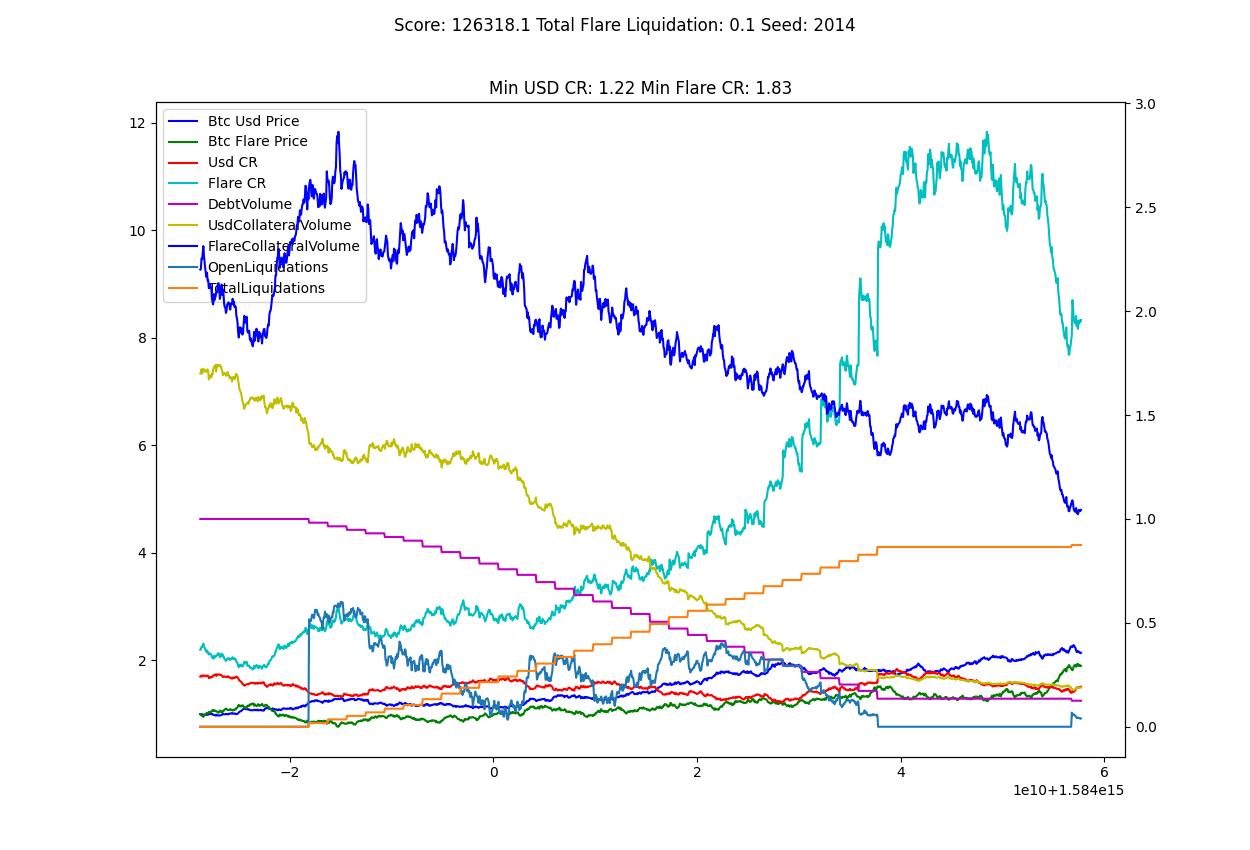 Score: 126318.1 Total Flare Liquidation: 0.1 Seed: 2014
Min USD CR: 1.22 Min Flare CR: 1.83
Btc Usd Price
Btc Flare Price
Usd CR
Flare CR
DebtVolume
UsdCollateralVolume
FlareCollateralVolume
OpenLiquidations
TotalLiquidations
12
10
8
6
4
2
3.0
2.5
2.0
1.5
1.0
0.5
0.0
−2
0
2
4
6
1e10+1.584e15